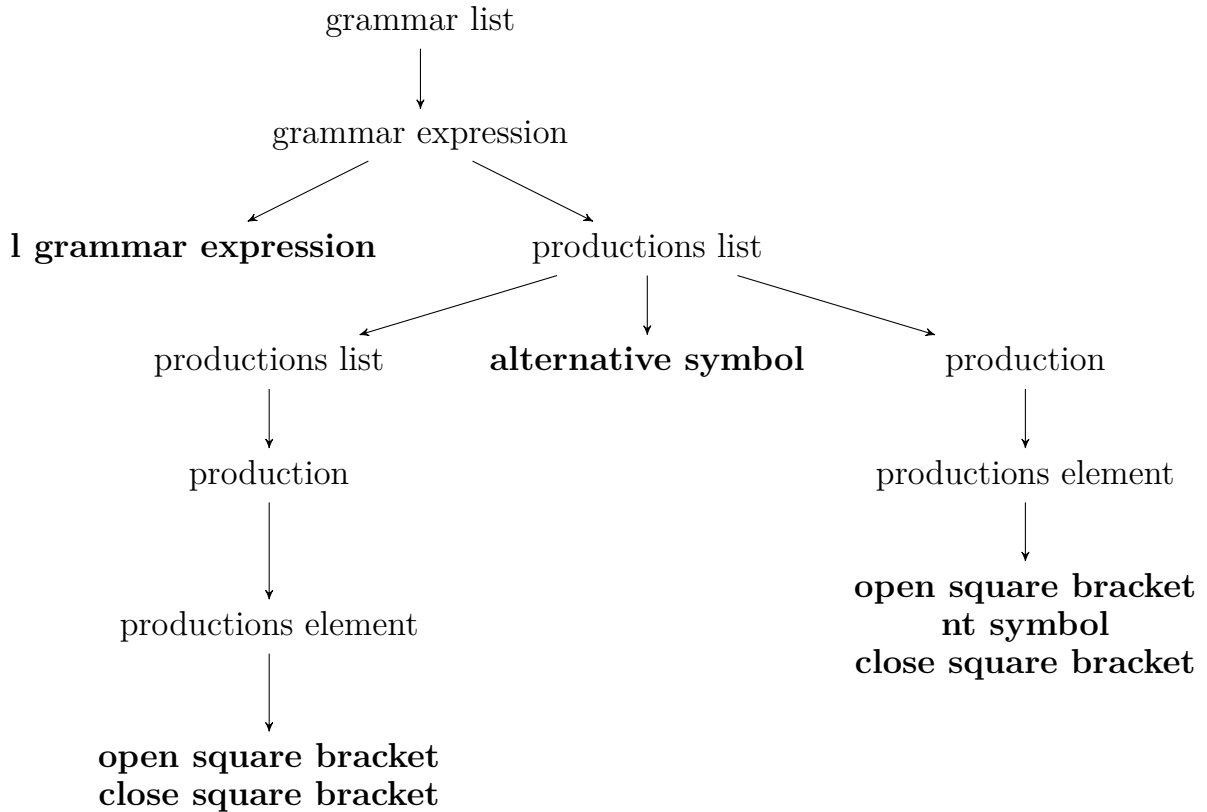 grammar list
grammar expression
l grammar expression
productions list
productions list
alternative symbol
production
production
productions element
open square bracket
nt symbol
close square bracket
productions element
open square bracket
close square bracket